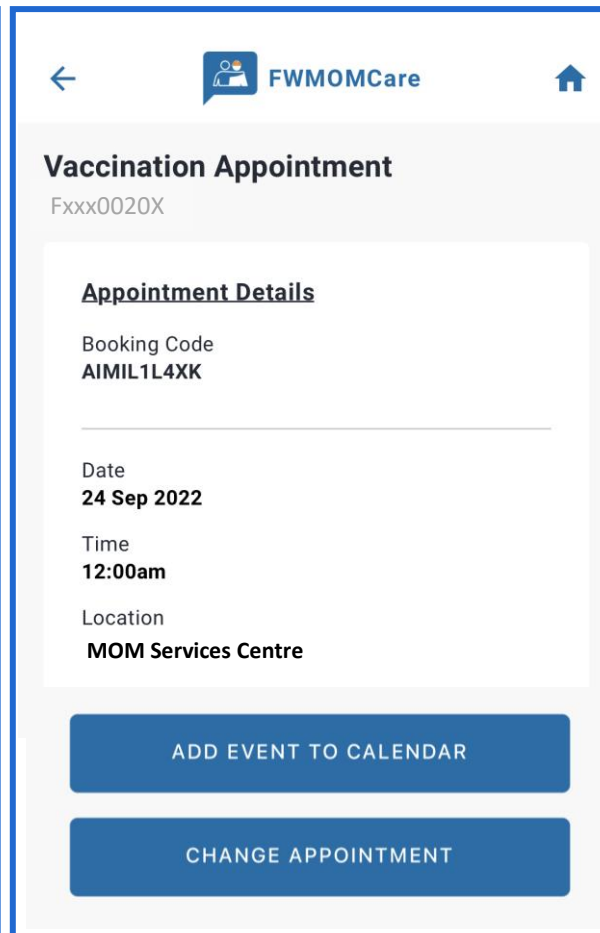 FWMOMCare
Vaccination Appointment
Fxxx0020X
Appointment Details
Booking Code
AIMIL1L4XK
Date
24 Sep 2022
Time
12:00am
Location
MOM Services Centre
ADD EVENT TO CALENDAR
CHANGE APPOINTMENT